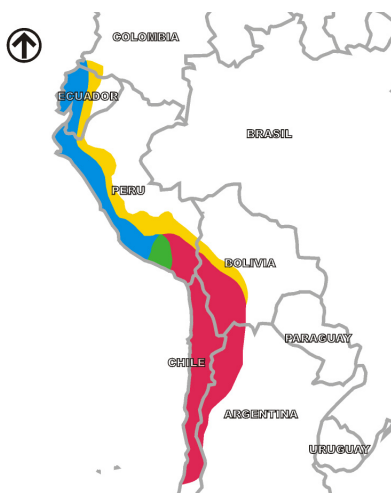 COLOMBIA
ECUADOR
BRASIL
PERU
BOLIVIA
PARAGUAY
CHILE
ARGENTINA
URUGUAY